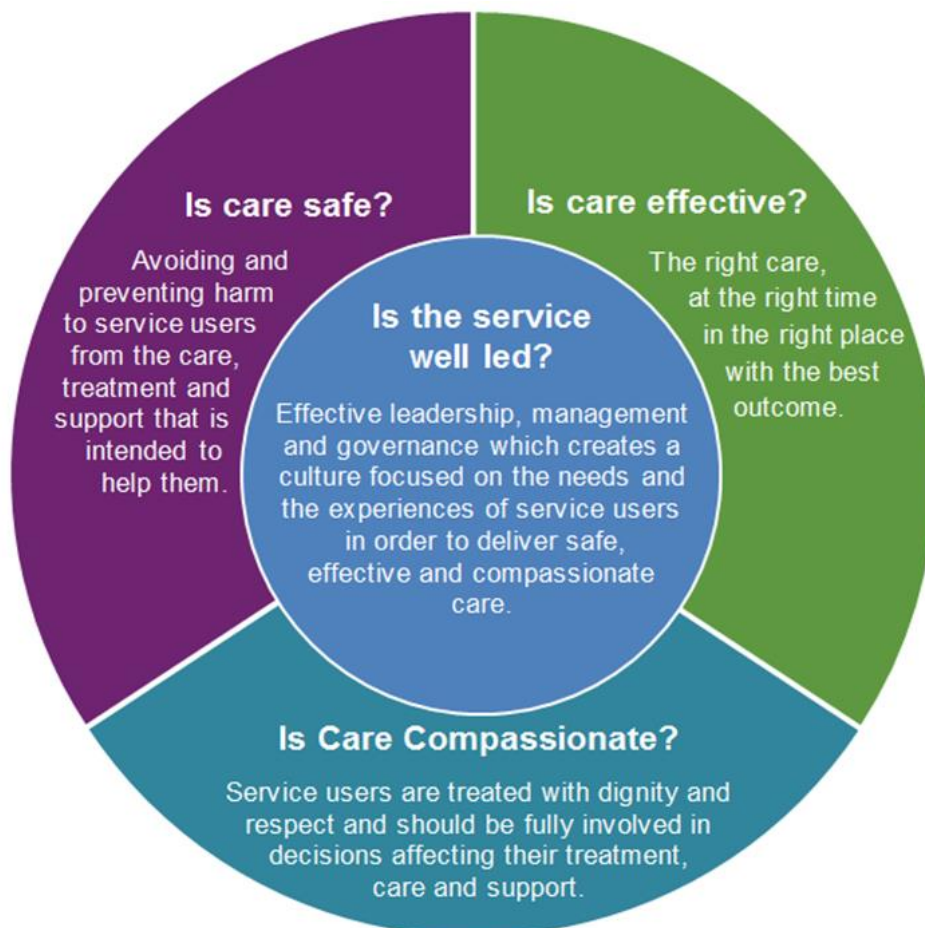 Is care safe?
Avoiding and
preventing harm
to service users
from the care,
treatment and
support that is
intended to
help them.
Is care effective?
The right care,
at the right time
in the right place
with the best
outcome.
Is the service
well led?
Effective leadership, management
and governance which creates a
culture focused on the needs and
the experiences of service users
in order to deliver safe,
effective and compassionate
care.
Is Care Compassionate?
Service users are treated with dignity and
respect and should be fully involved in
decisions affecting their treatment,
care and support.